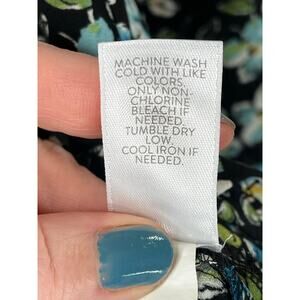 MACHINE WASH
COLD WITH LIKE
COLORS.
ONLY NON-
CHLORINE
BLEACH IF
NEEDED.
TUMBLE DRY
LOW.
COOL IRON IF
NEEDED.